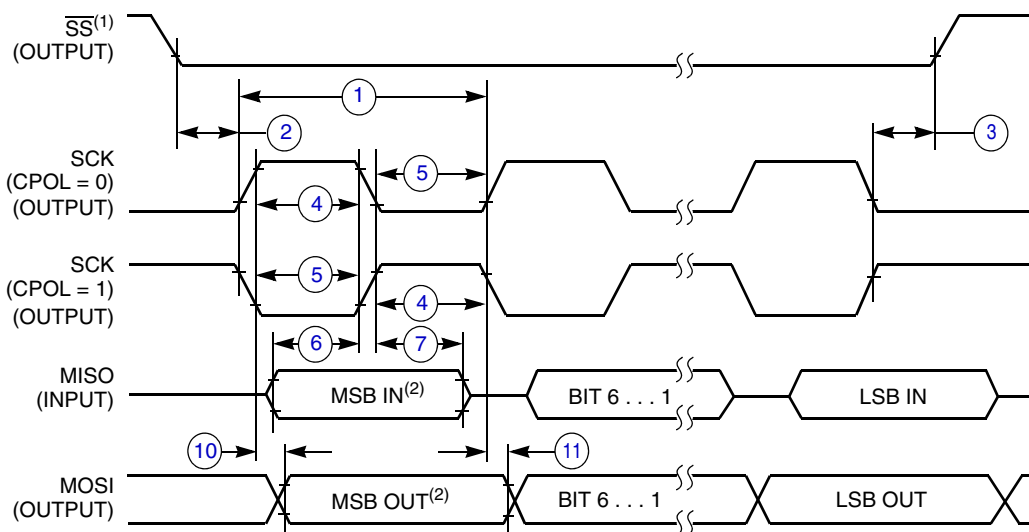 SS(1)
(OUTPUT)
1
2
3
SCK
(CPOL = 0)
(OUTPUT)
5
4
SCK
(CPOL = 1)
(OUTPUT)
5
4
6
7
MISO
(INPUT)
MSB IN(2)
BIT 6 . . . 1
LSB IN
10
11
MOSI
(OUTPUT)
MSB OUT(2)
BIT 6 . . . 1
LSB OUT